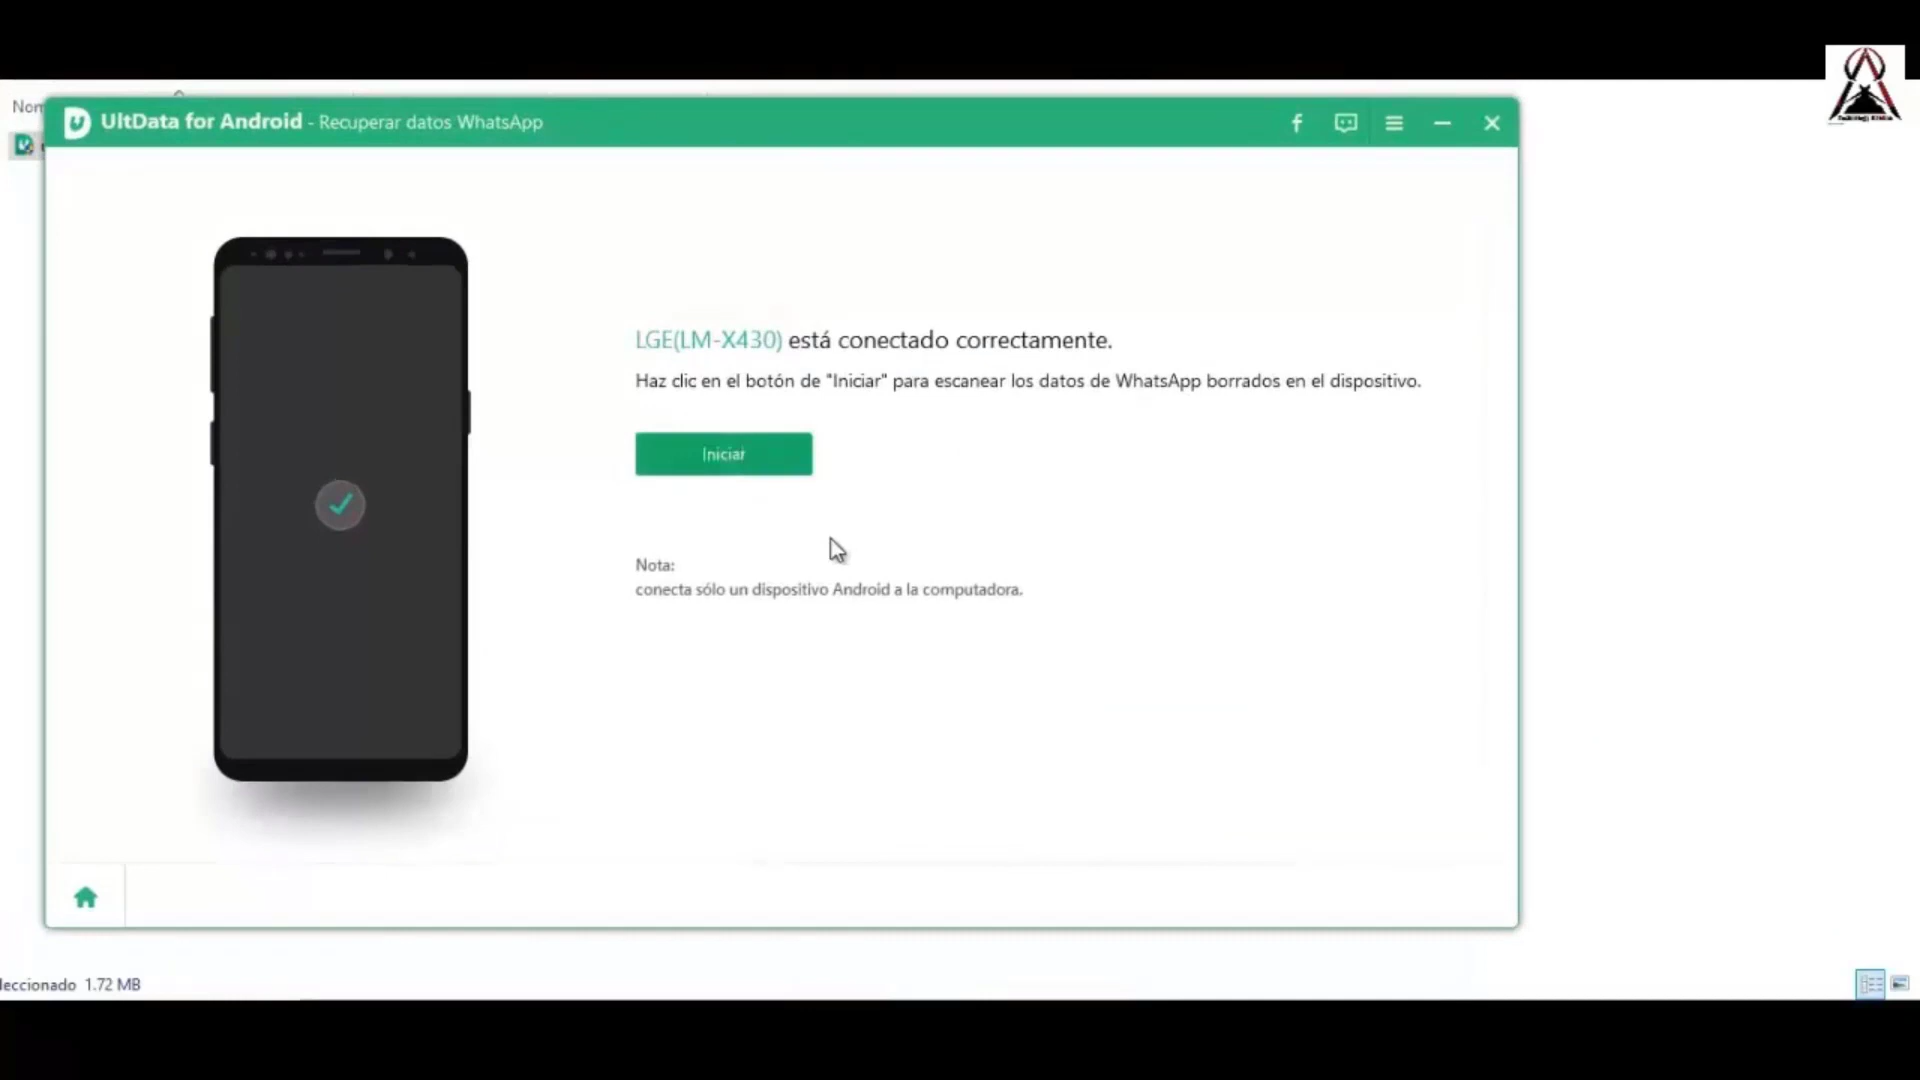 UltData for Android - Recuperar datos WhatsApp
LGE(LM-X430) está conectado correctamente.
Haz clic en el botón de "Iniciar" para escanear los datos de WhatsApp borrados en el dispositivo.
Iniciar
Nota:
conecta sólo un dispositivo Android a la computadora.
leccionado 1.72 MB